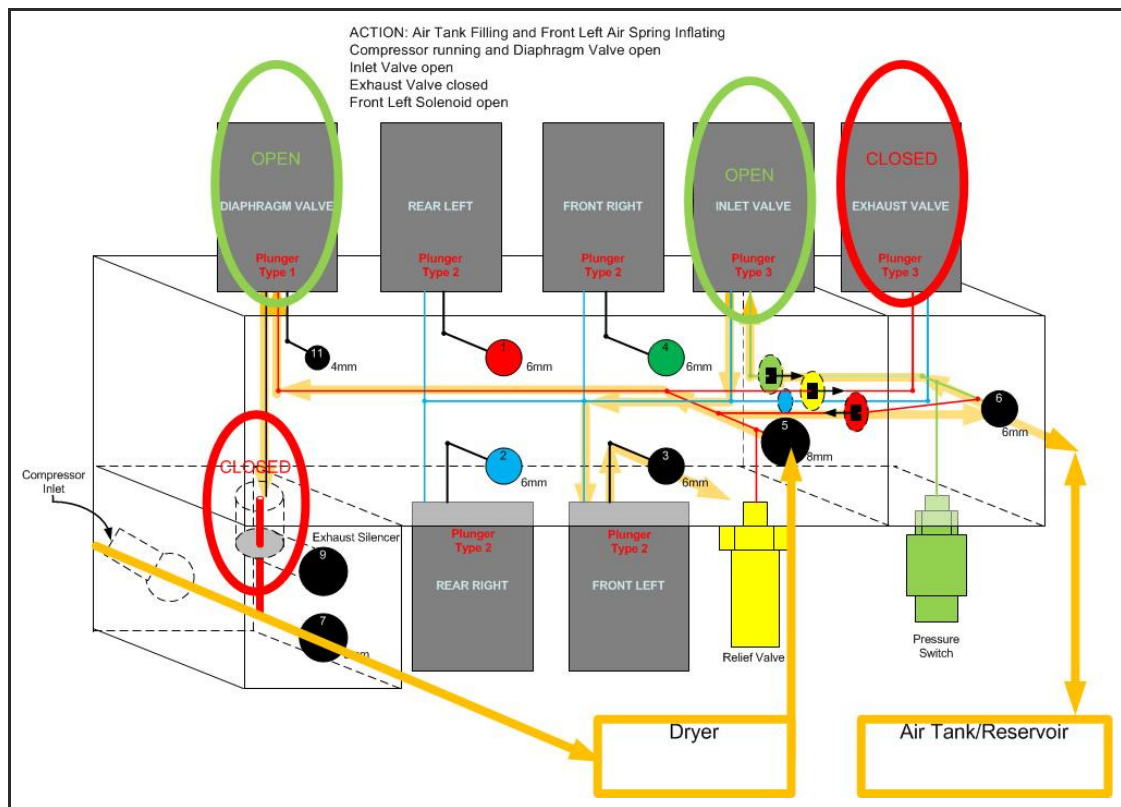 ACTION: Air Tank Filling and Front Left Air Spring Inflating
Compressor running and Diaphragm Valve open
Inlet Valve open
Exhaust Valve closed
Front Left Solenoid open
OPEN
OPEN
CLOSED
DIAPHRAGM VALVE
REAR LEFT
FRONT RIGHT
INLET VALVE
EXHAUST VALVE
Plunger
Type 1
Plunger
Type 2
Plunger
Type 2
Plunger
Type 3
Plunger
Type 3
11
4mm
1
6mm
4
6mm
6
6mm
5
8mm
2
6mm
3
6mm
CLOSED
Compressor
Inlet
Exhaust Silencer
9
7
Plunger
Type 2
REAR RIGHT
Plunger
Type 2
FRONT LEFT
Relief Valve
Pressure
Switch
Dryer
Air Tank/Reservoir